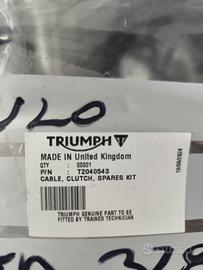 ULO
TRIUMPH
MADE IN United Kingdom
QTY : 00001
P/N : T2040543
CABLE, CLUTCH, SPARES KIT
TRIUMPH GENUINE PART TO BE
FITTED BY TRAINED TECHNICIAN